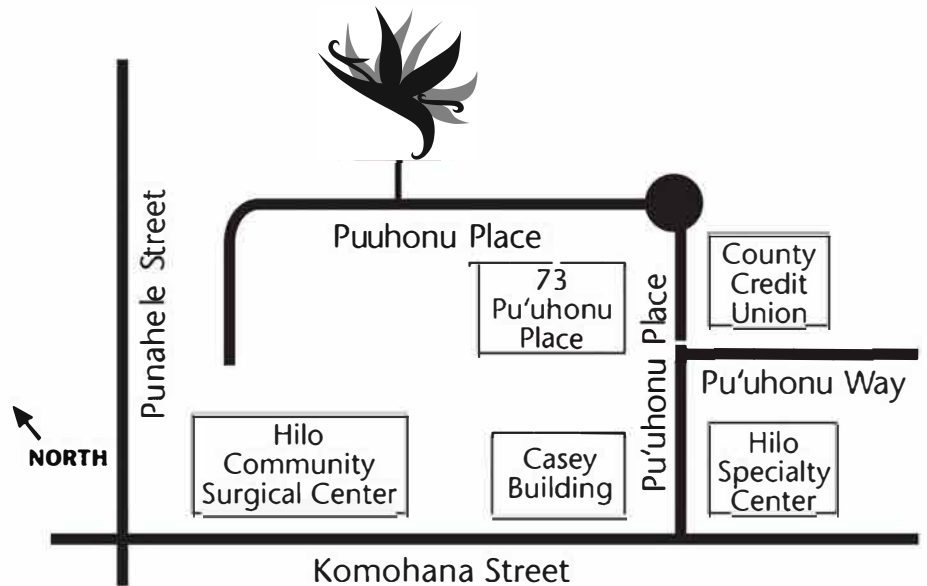 Punahele Street
Puuhonu Place
73
Pu‘uhonu
Place
Pu‘uhonu Place
County
Credit
Union
Pu‘uhonu Way
NORTH
Hilo
Community
Surgical Center
Casey
Building
Hilo
Specialty
Center
Komohana Street